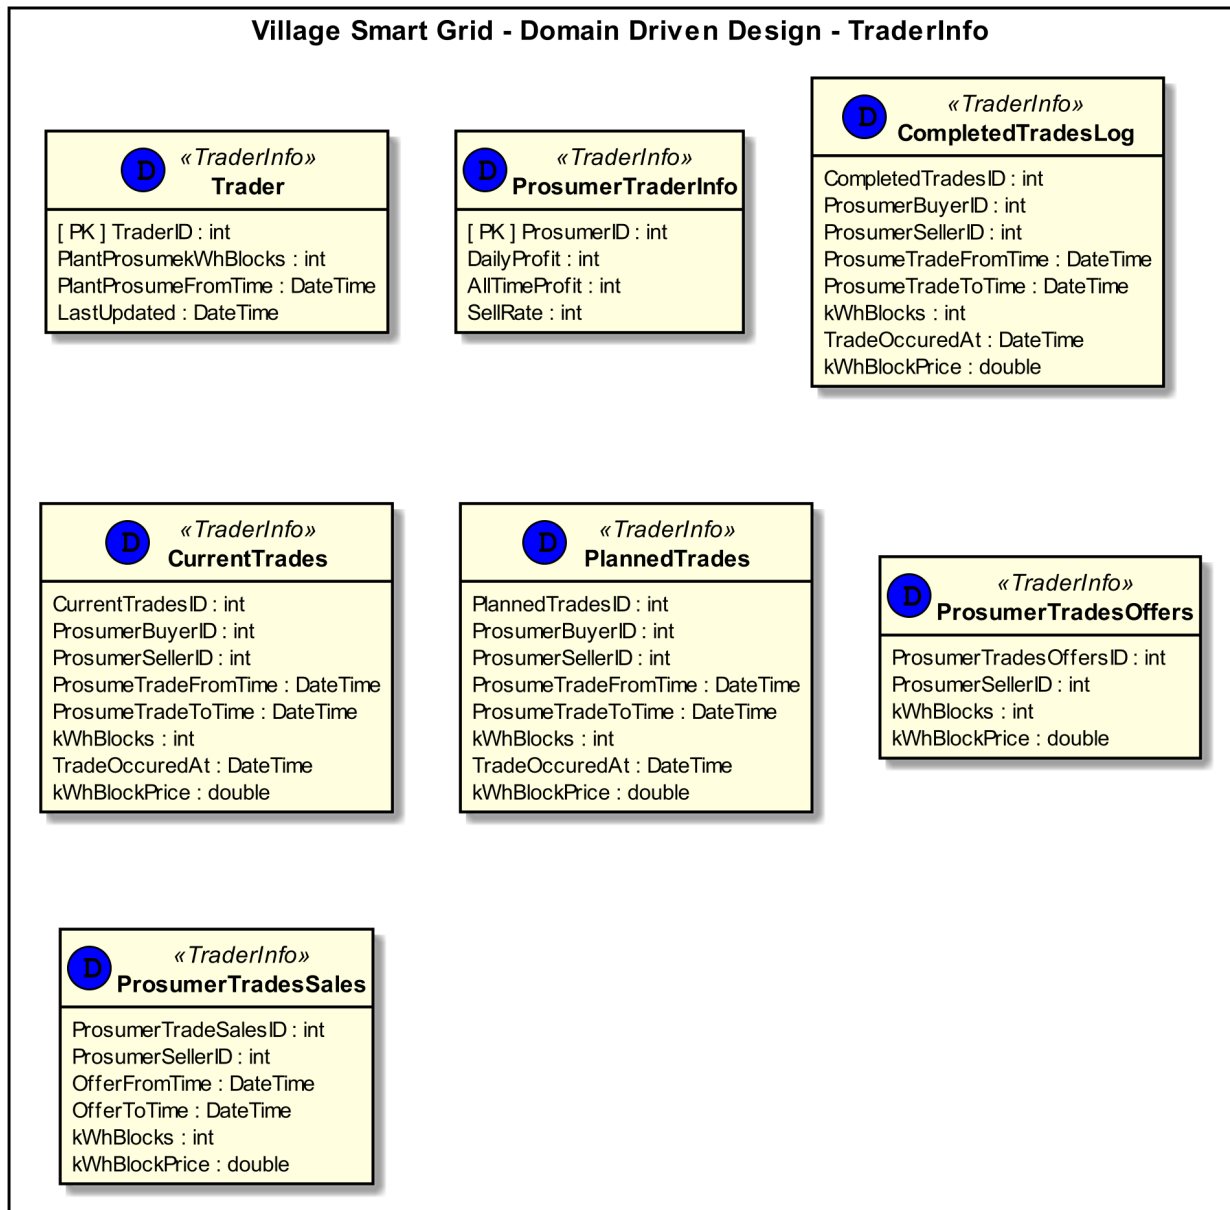 Village Smart Grid - Domain Driven Design - TraderInfo
D
«TraderInfo»
Trader
[ PK ] TraderID : int
PlantProsumekWhBlocks : int
PlantProsumeFromTime : DateTime
LastUpdated : DateTime
D
«TraderInfo»
ProsumerTraderInfo
[ PK ] ProsumerID : int
DailyProfit : int
AllTimeProfit : int
SellRate : int
D
«TraderInfo»
CompletedTradesLog
CompletedTradesID : int
ProsumerBuyerID : int
ProsumerSellerID : int
ProsumeTradeFromTime : DateTime
ProsumeTradeToTime : DateTime
kWhBlocks : int
TradeOccuredAt : DateTime
kWhBlockPrice : double
D
«TraderInfo»
CurrentTrades
CurrentTradesID : int
ProsumerBuyerID : int
ProsumerSellerID : int
ProsumeTradeFromTime : DateTime
ProsumeTradeToTime : DateTime
kWhBlocks : int
TradeOccuredAt : DateTime
kWhBlockPrice : double
D
«TraderInfo»
PlannedTrades
PlannedTradesID : int
ProsumerBuyerID : int
ProsumerSellerID : int
ProsumeTradeFromTime : DateTime
ProsumeTradeToTime : DateTime
kWhBlocks : int
TradeOccuredAt : DateTime
kWhBlockPrice : double
D
«TraderInfo»
ProsumerTradesOffers
ProsumerTradesOffersID : int
ProsumerSellerID : int
kWhBlocks : int
kWhBlockPrice : double
D
«TraderInfo»
ProsumerTradesSales
ProsumerTradeSalesID : int
ProsumerSellerID : int
OfferFromTime : DateTime
OfferToTime : DateTime
kWhBlocks : int
kWhBlockPrice : double